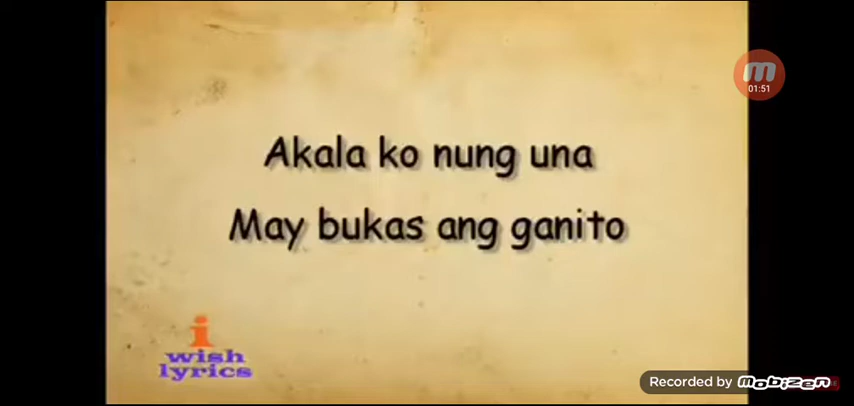 m
01:51
Akala ko nung una
May bukas ang ganito
i
wish
lyrics
Recorded by Mobizen